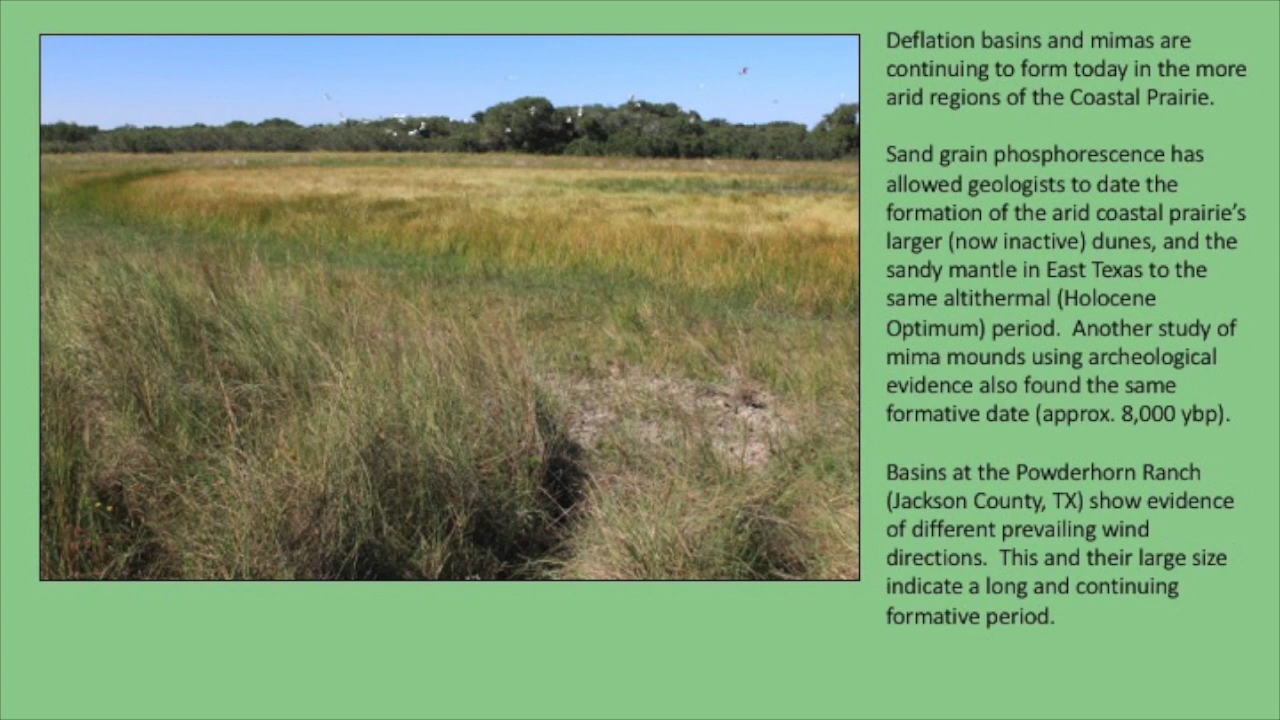 Deflation basins and mimas are
continuing to form today in the more
arid regions of the Coastal Prairie.
Sand grain phosphorescence has
allowed geologists to date the
formation of the arid coastal prairie's
larger (now inactive) dunes, and the
sandy mantle in East Texas to the
same altithermal (Holocene
Optimum) period.  Another study of
mima mounds using archeological
evidence also found the same
formative date (approx. 8,000 ybp).
Basins at the Powderhorn Ranch
(Jackson County, TX) show evidence
of different prevailing wind
directions.  This and their large size
indicate a long and continuing
formative period.